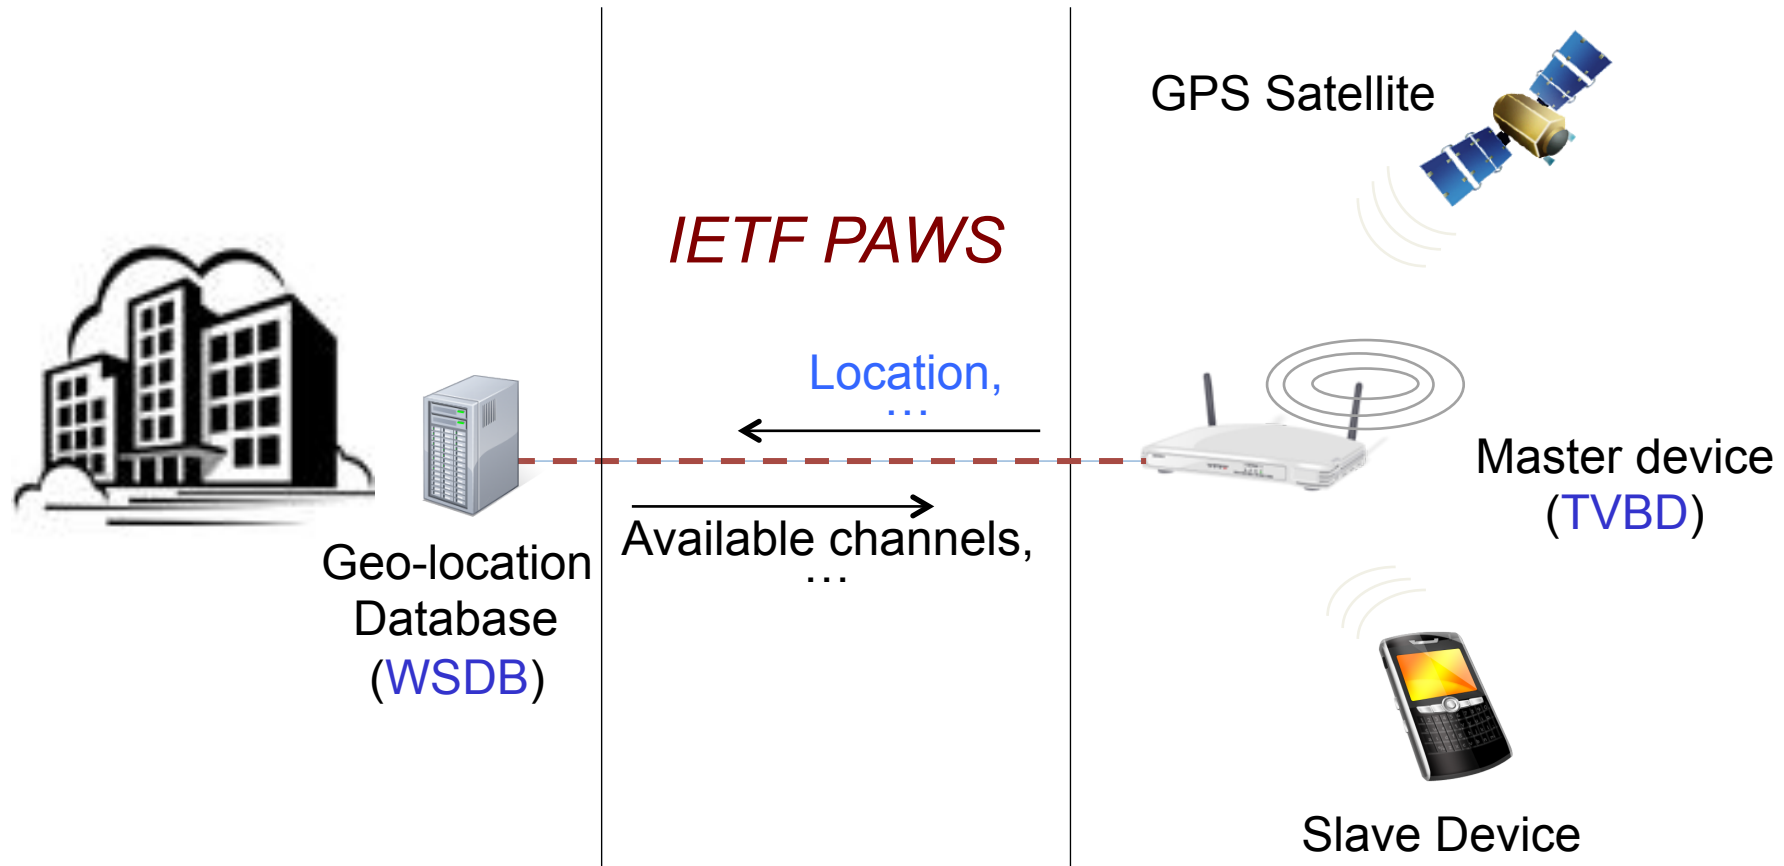 GPS Satellite
IETF PAWS
Location,
…
Master device
(TVBD)
Available channels,
…
Geo-location
Database
(WSDB)
Slave Device